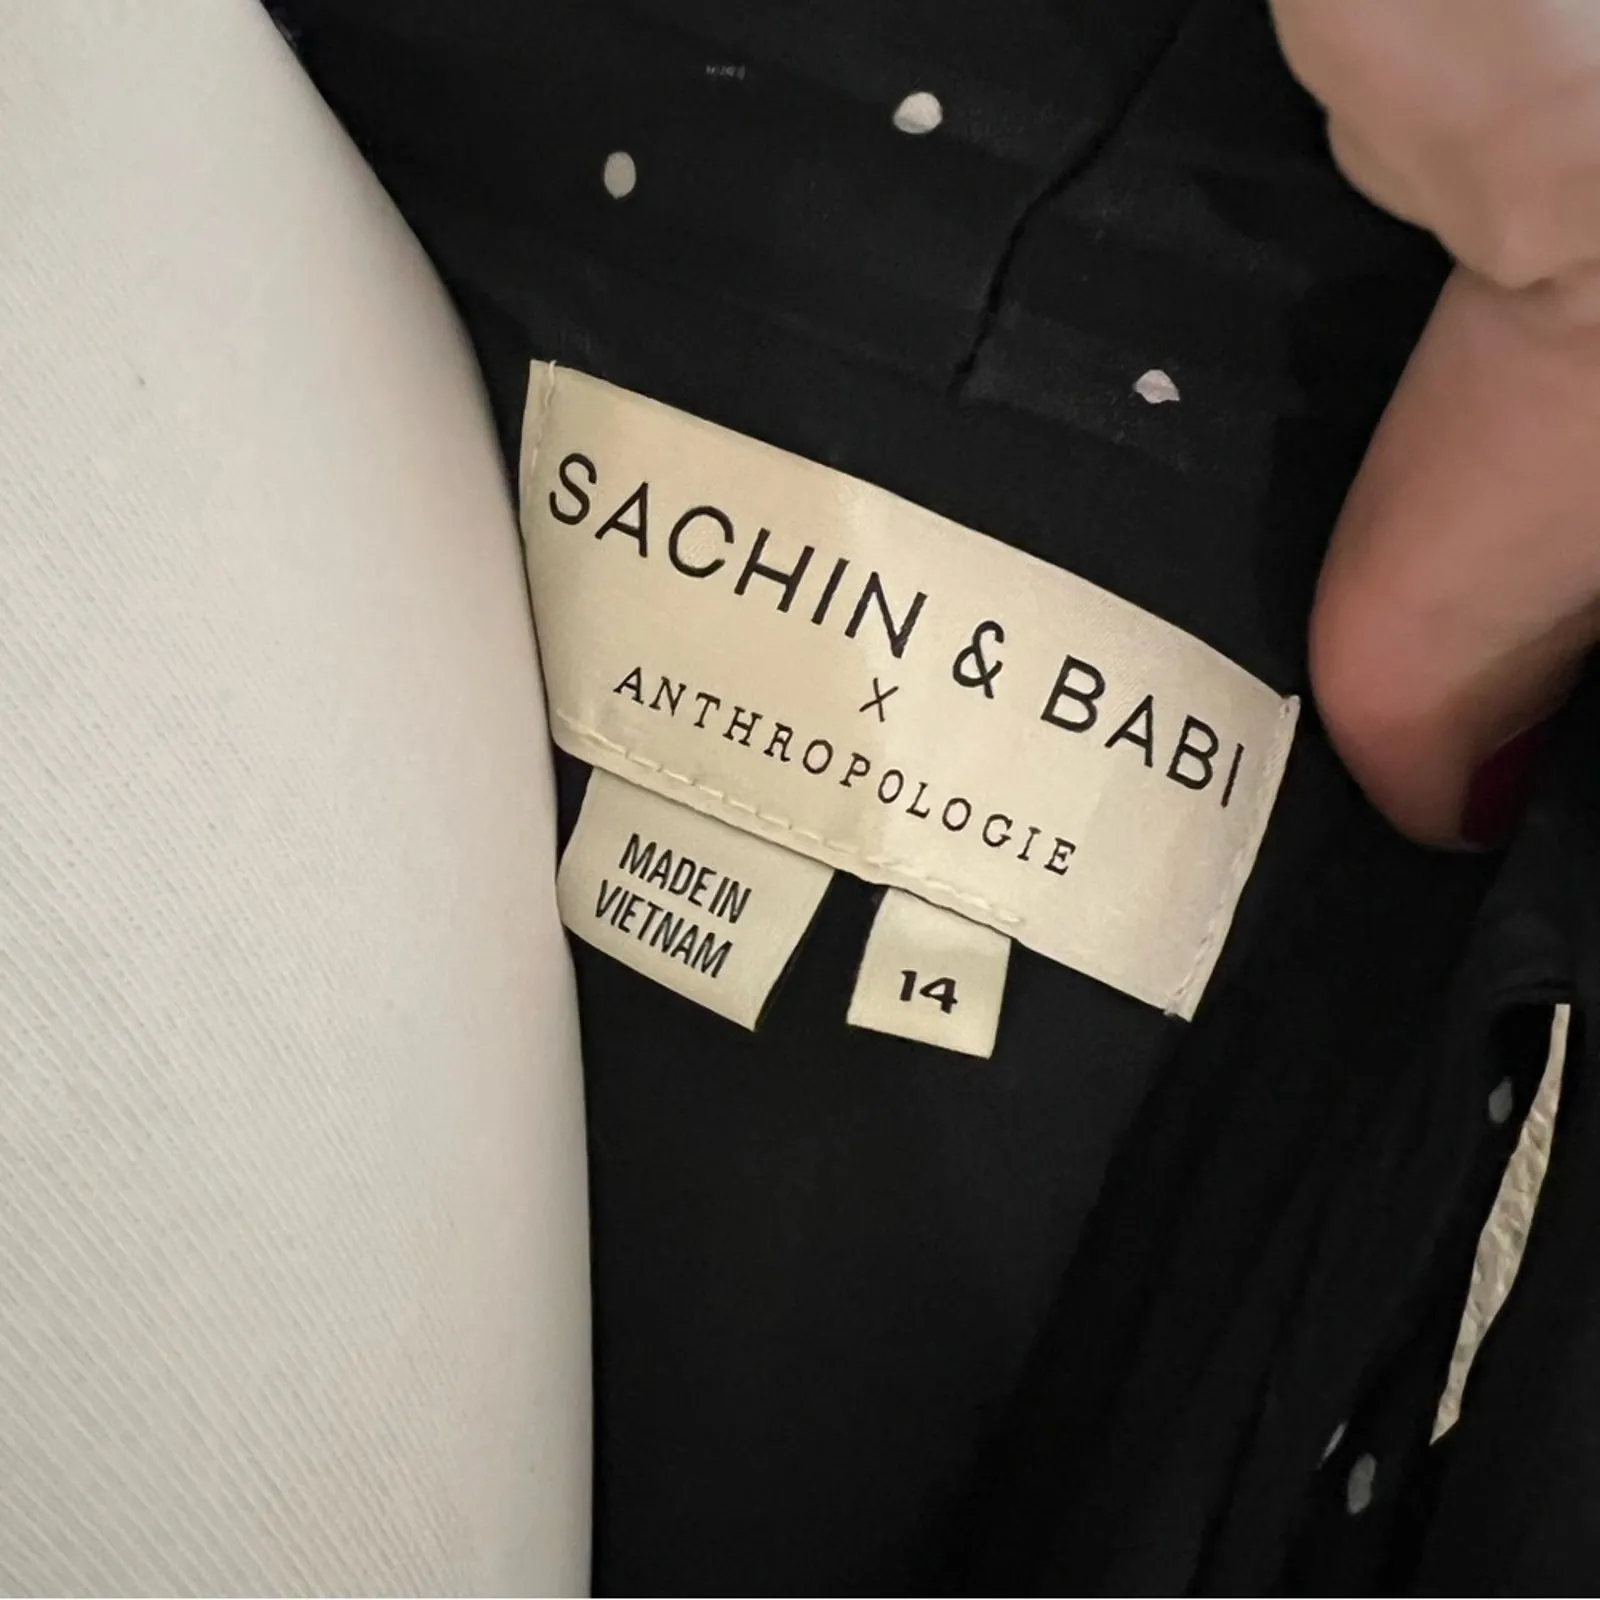 SACHIN & BABI
X
ANTHROPOLOGIE
MADE IN
VIETNAM
14